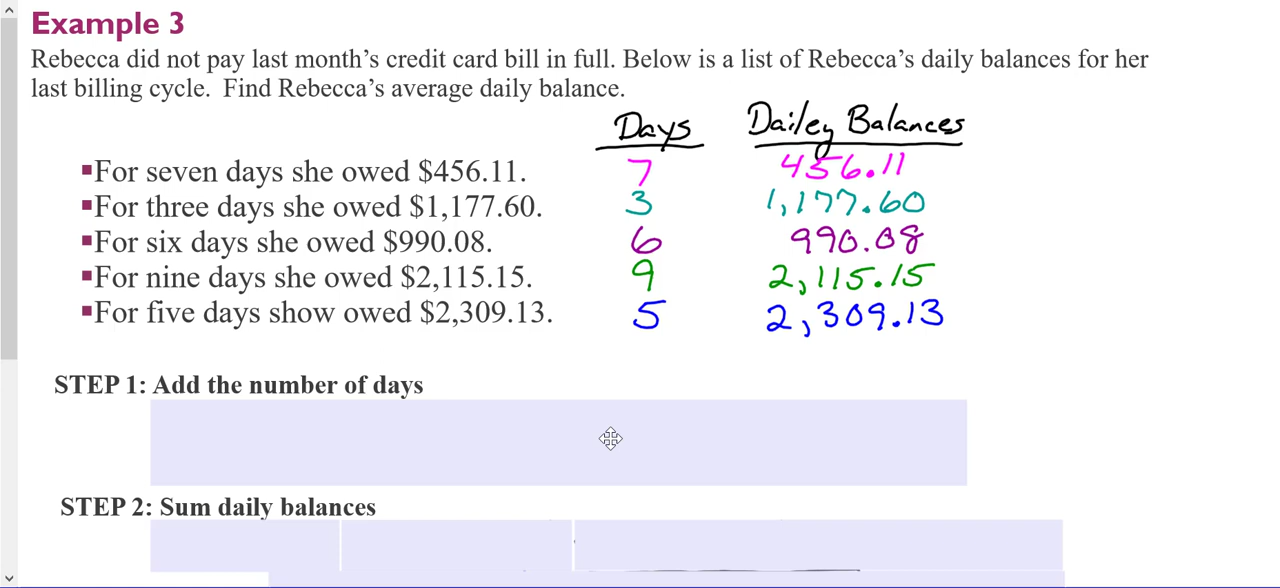 Example 3
Rebecca did not pay last month's credit card bill in full. Below is a list of Rebecca's daily balances for her
last billing cycle. Find Rebecca's average daily balance.
Days Dailey Balances
▪For seven days she owed $456.11. 7 456.11
▪For three days she owed $1,177.60. 3 1,177.60
▪For six days she owed $990.08. 6 990.08
▪For nine days she owed $2,115.15. 9 2,115.15
▪For five days show owed $2,309.13. 5 2,309.13
STEP 1: Add the number of days
STEP 2: Sum daily balances